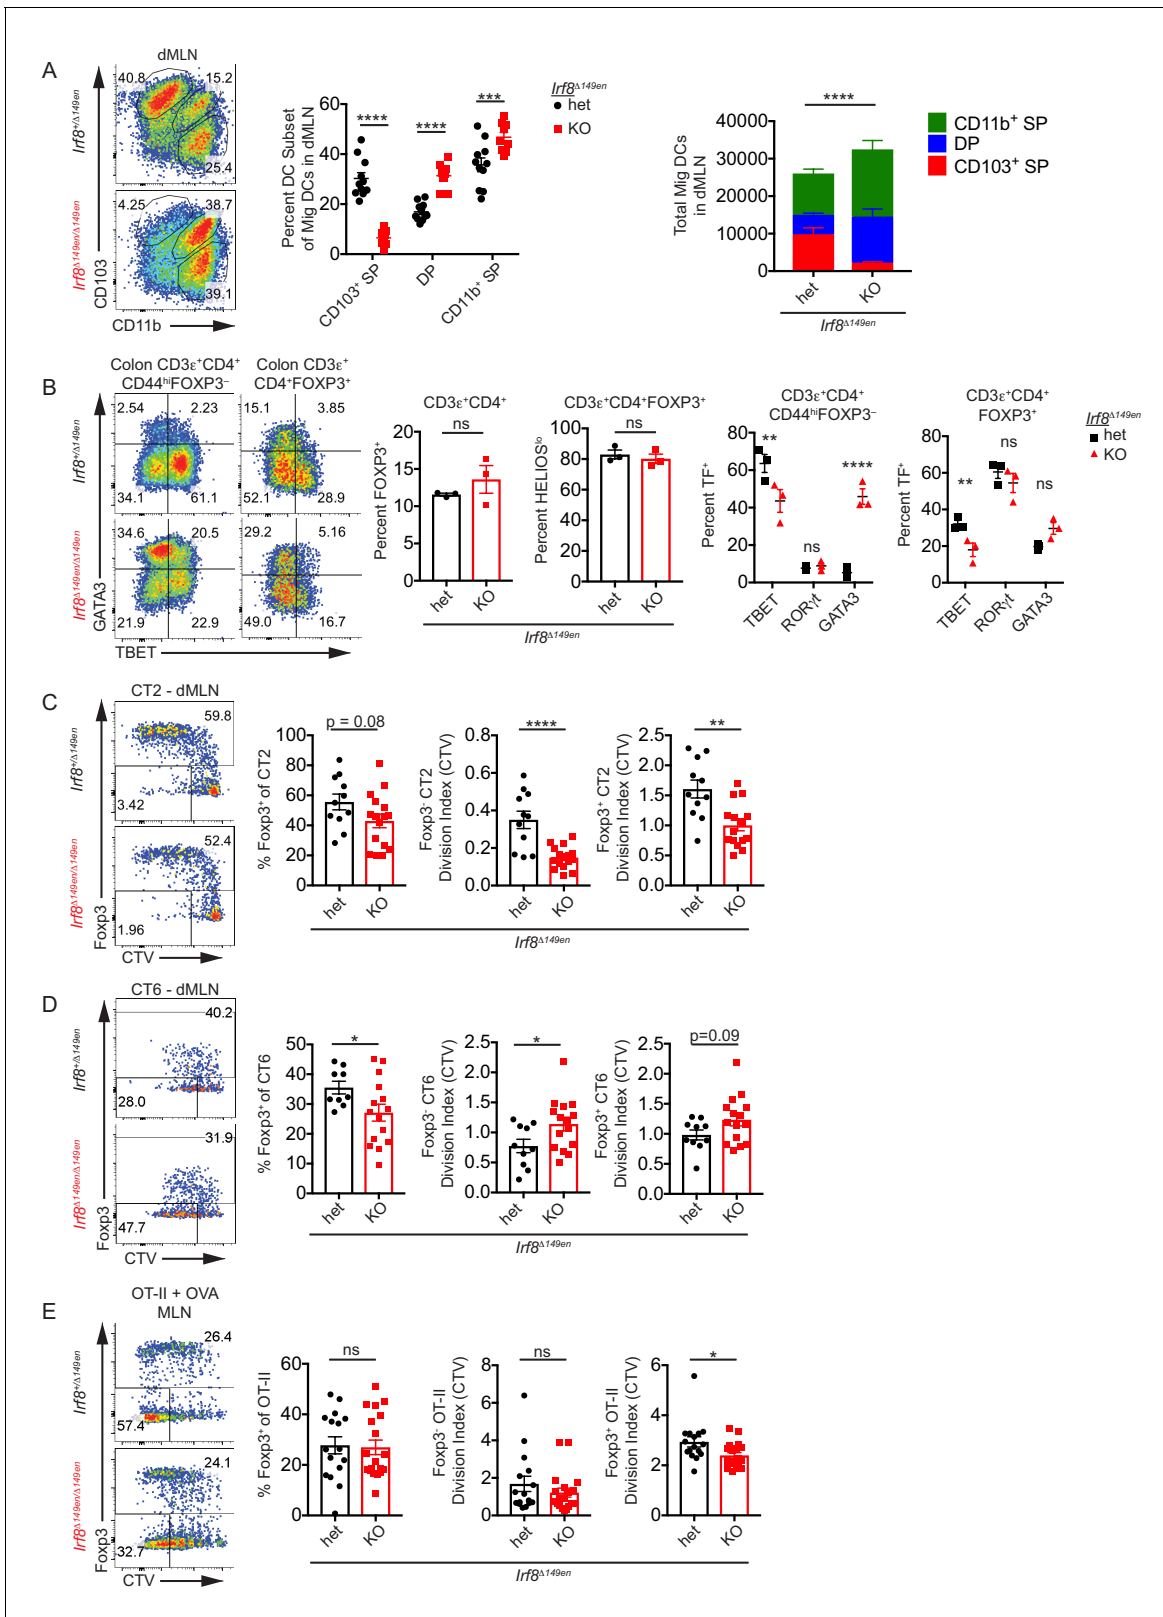 A
dMLN
Irf8+/Δ149en
Irf8Δ149en/Δ149en
40.8
15.2
25.4
4.25
38.7
39.1
CD103
CD11b
Percent DC Subset
of Mig DCs in dMLN
60
40
20
0
****
****
***
CD103+ SP
DP
CD11b+ SP
Irf8Δ149en
het
KO
Total Mig DCs
in dMLN
40000
30000
20000
10000
0
****
het
KO
Irf8Δ149en
CD11b+ SP
DP
CD103+ SP
B
Colon CD3ε+CD4+
CD44hiFOXP3−
Colon CD3ε+
CD4+FOXP3+
Irf8+/Δ149en
Irf8Δ149en/Δ149en
2.54
2.23
34.1
61.1
15.1
3.85
52.1
28.9
34.6
20.5
21.9
22.9
29.2
5.16
49.0
16.7
GATA3
TBET
CD3ε+CD4+
Percent FOXP3+
20
15
10
5
0
ns
het
KO
CD3ε+CD4+FOXP3+
Percent HELIOSlo
100
80
60
40
20
0
ns
het
KO
Irf8Δ149en
CD3ε+CD4+
CD44hiFOXP3−
Percent TF+
80
60
40
20
0
**
ns
****
TBET
RORγt
GATA3
CD3ε+CD4+
FOXP3+
Percent TF+
80
60
40
20
0
**
ns
ns
TBET
RORγt
GATA3
Irf8Δ149en
het
KO
C
CT2 - dMLN
Irf8+/Δ149en
Irf8Δ149en/Δ149en
59.8
3.42
52.4
1.96
Foxp3
CTV
% Foxp3+ of CT2
100
80
60
40
20
0
p = 0.08
het
KO
Foxp3- CT2
Division Index (CTV)
0.8
0.6
0.4
0.2
0.0
****
het
KO
Foxp3+ CT2
Division Index (CTV)
2.5
2.0
1.5
1.0
0.5
0.0
**
het
KO
Irf8Δ149en
D
CT6 - dMLN
Irf8+/Δ149en
Irf8Δ149en/Δ149en
40.2
28.0
31.9
47.7
Foxp3
CTV
% Foxp3+ of CT6
50
40
30
20
10
0
*
het
KO
Foxp3- CT6
Division Index (CTV)
2.5
2.0
1.5
1.0
0.5
0.0
*
het
KO
Foxp3+ CT6
Division Index (CTV)
2.5
2.0
1.5
1.0
0.5
0.0
p=0.09
het
KO
Irf8Δ149en
E
OT-II + OVA
MLN
Irf8+/Δ149en
Irf8Δ149en/Δ149en
26.4
57.4
24.1
32.7
Foxp3
CTV
% Foxp3+ of OT-II
60
40
20
0
ns
het
KO
Foxp3- OT-II
Division Index (CTV)
8
6
4
2
0
ns
het
KO
Foxp3+ OT-II
Division Index (CTV)
6
4
2
0
*
het
KO
Irf8Δ149en